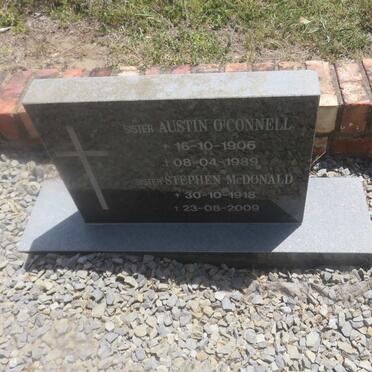 SISTER AUSTIN O'CONNELL
+ 16-10-1906
+ 08-04-1989
SISTER STEPHEN McDONALD
+ 30-10-1918
+ 23-08-2009